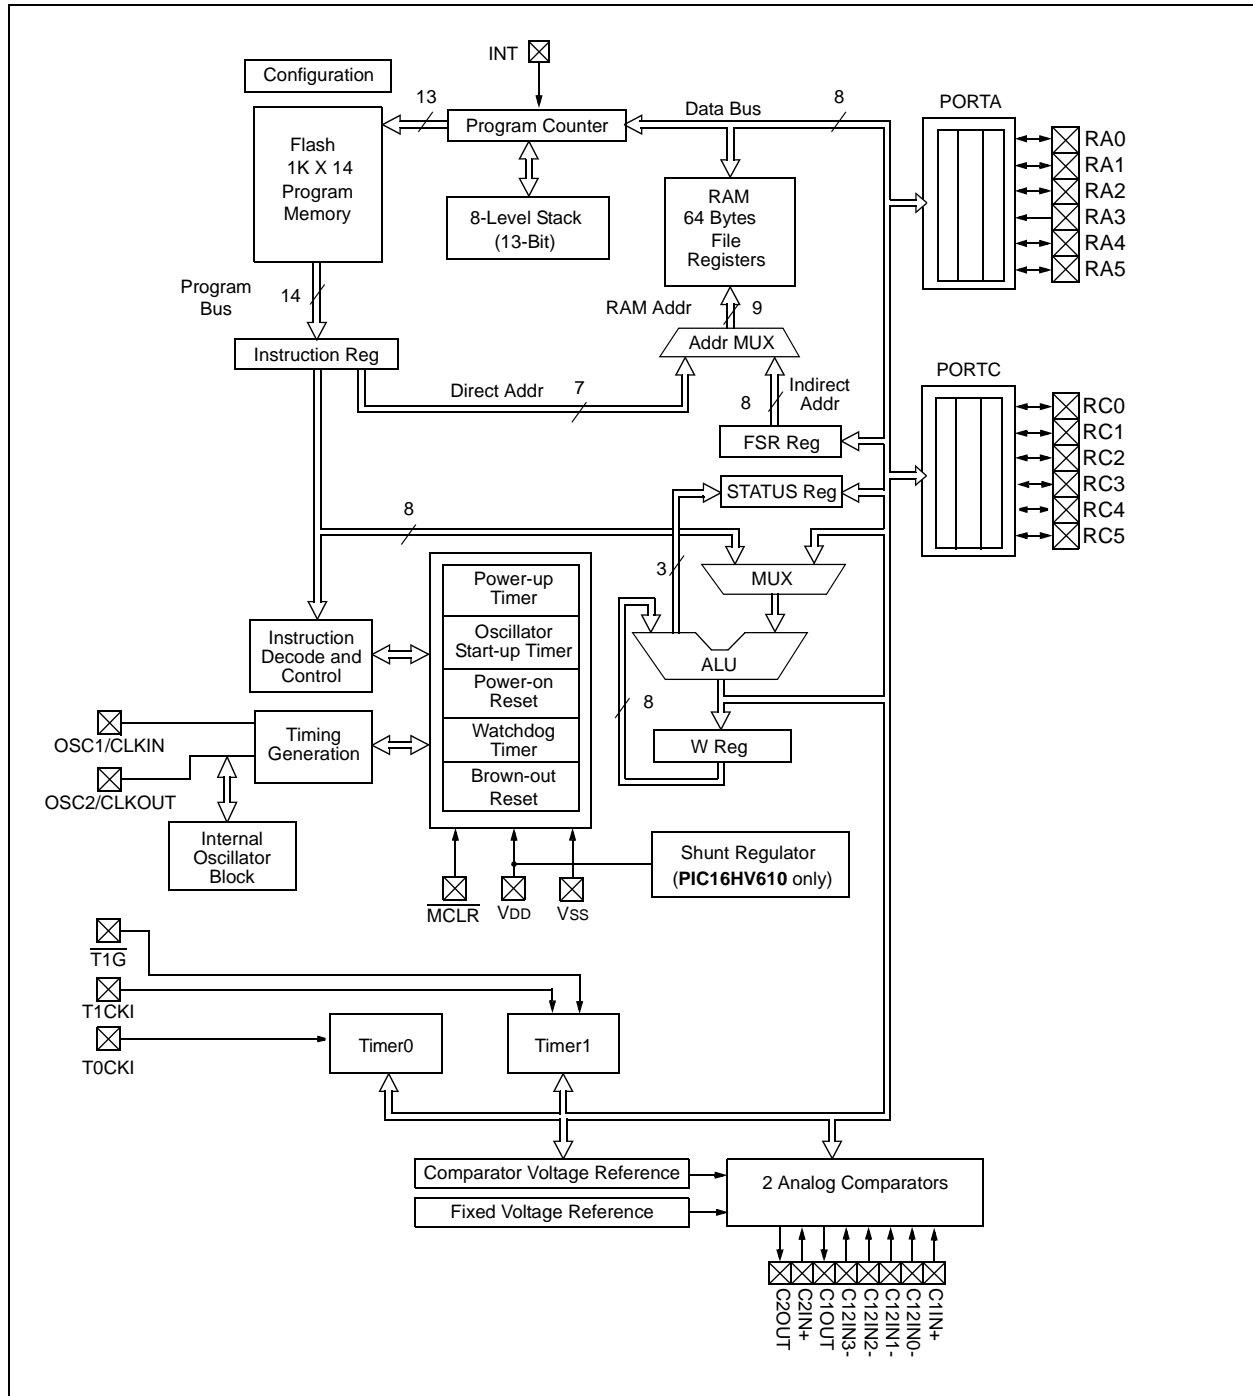 INT
Configuration
13
Program Counter
Data Bus
8
PORTA
Flash
1K X 14
Program
Memory
8-Level Stack
(13-Bit)
RAM
64 Bytes
File
Registers
RA0
RA1
RA2
RA3
RA4
RA5
Program
Bus
14
RAM Addr
9
Addr MUX
Instruction Reg
Direct Addr
7
8
Indirect
Addr
FSR Reg
STATUS Reg
PORTC
RC0
RC1
RC2
RC3
RC4
RC5
8
3
MUX
Power-up
Timer
Oscillator
Start-up Timer
Power-on
Reset
Watchdog
Timer
Brown-out
Reset
Instruction
Decode and
Control
ALU
8
W Reg
OSC1/CLKIN
Timing
Generation
OSC2/CLKOUT
Internal
Oscillator
Block
Shunt Regulator
(PIC16HV610 only)
MCLR
VDD
VSS
T1G
T1CKI
T0CKI
Timer0
Timer1
Comparator Voltage Reference
Fixed Voltage Reference
2 Analog Comparators
C2OUT
C2IN+
C1OUT
C12IN3-
C12IN2-
C12IN1-
C12IN0-
C1IN+